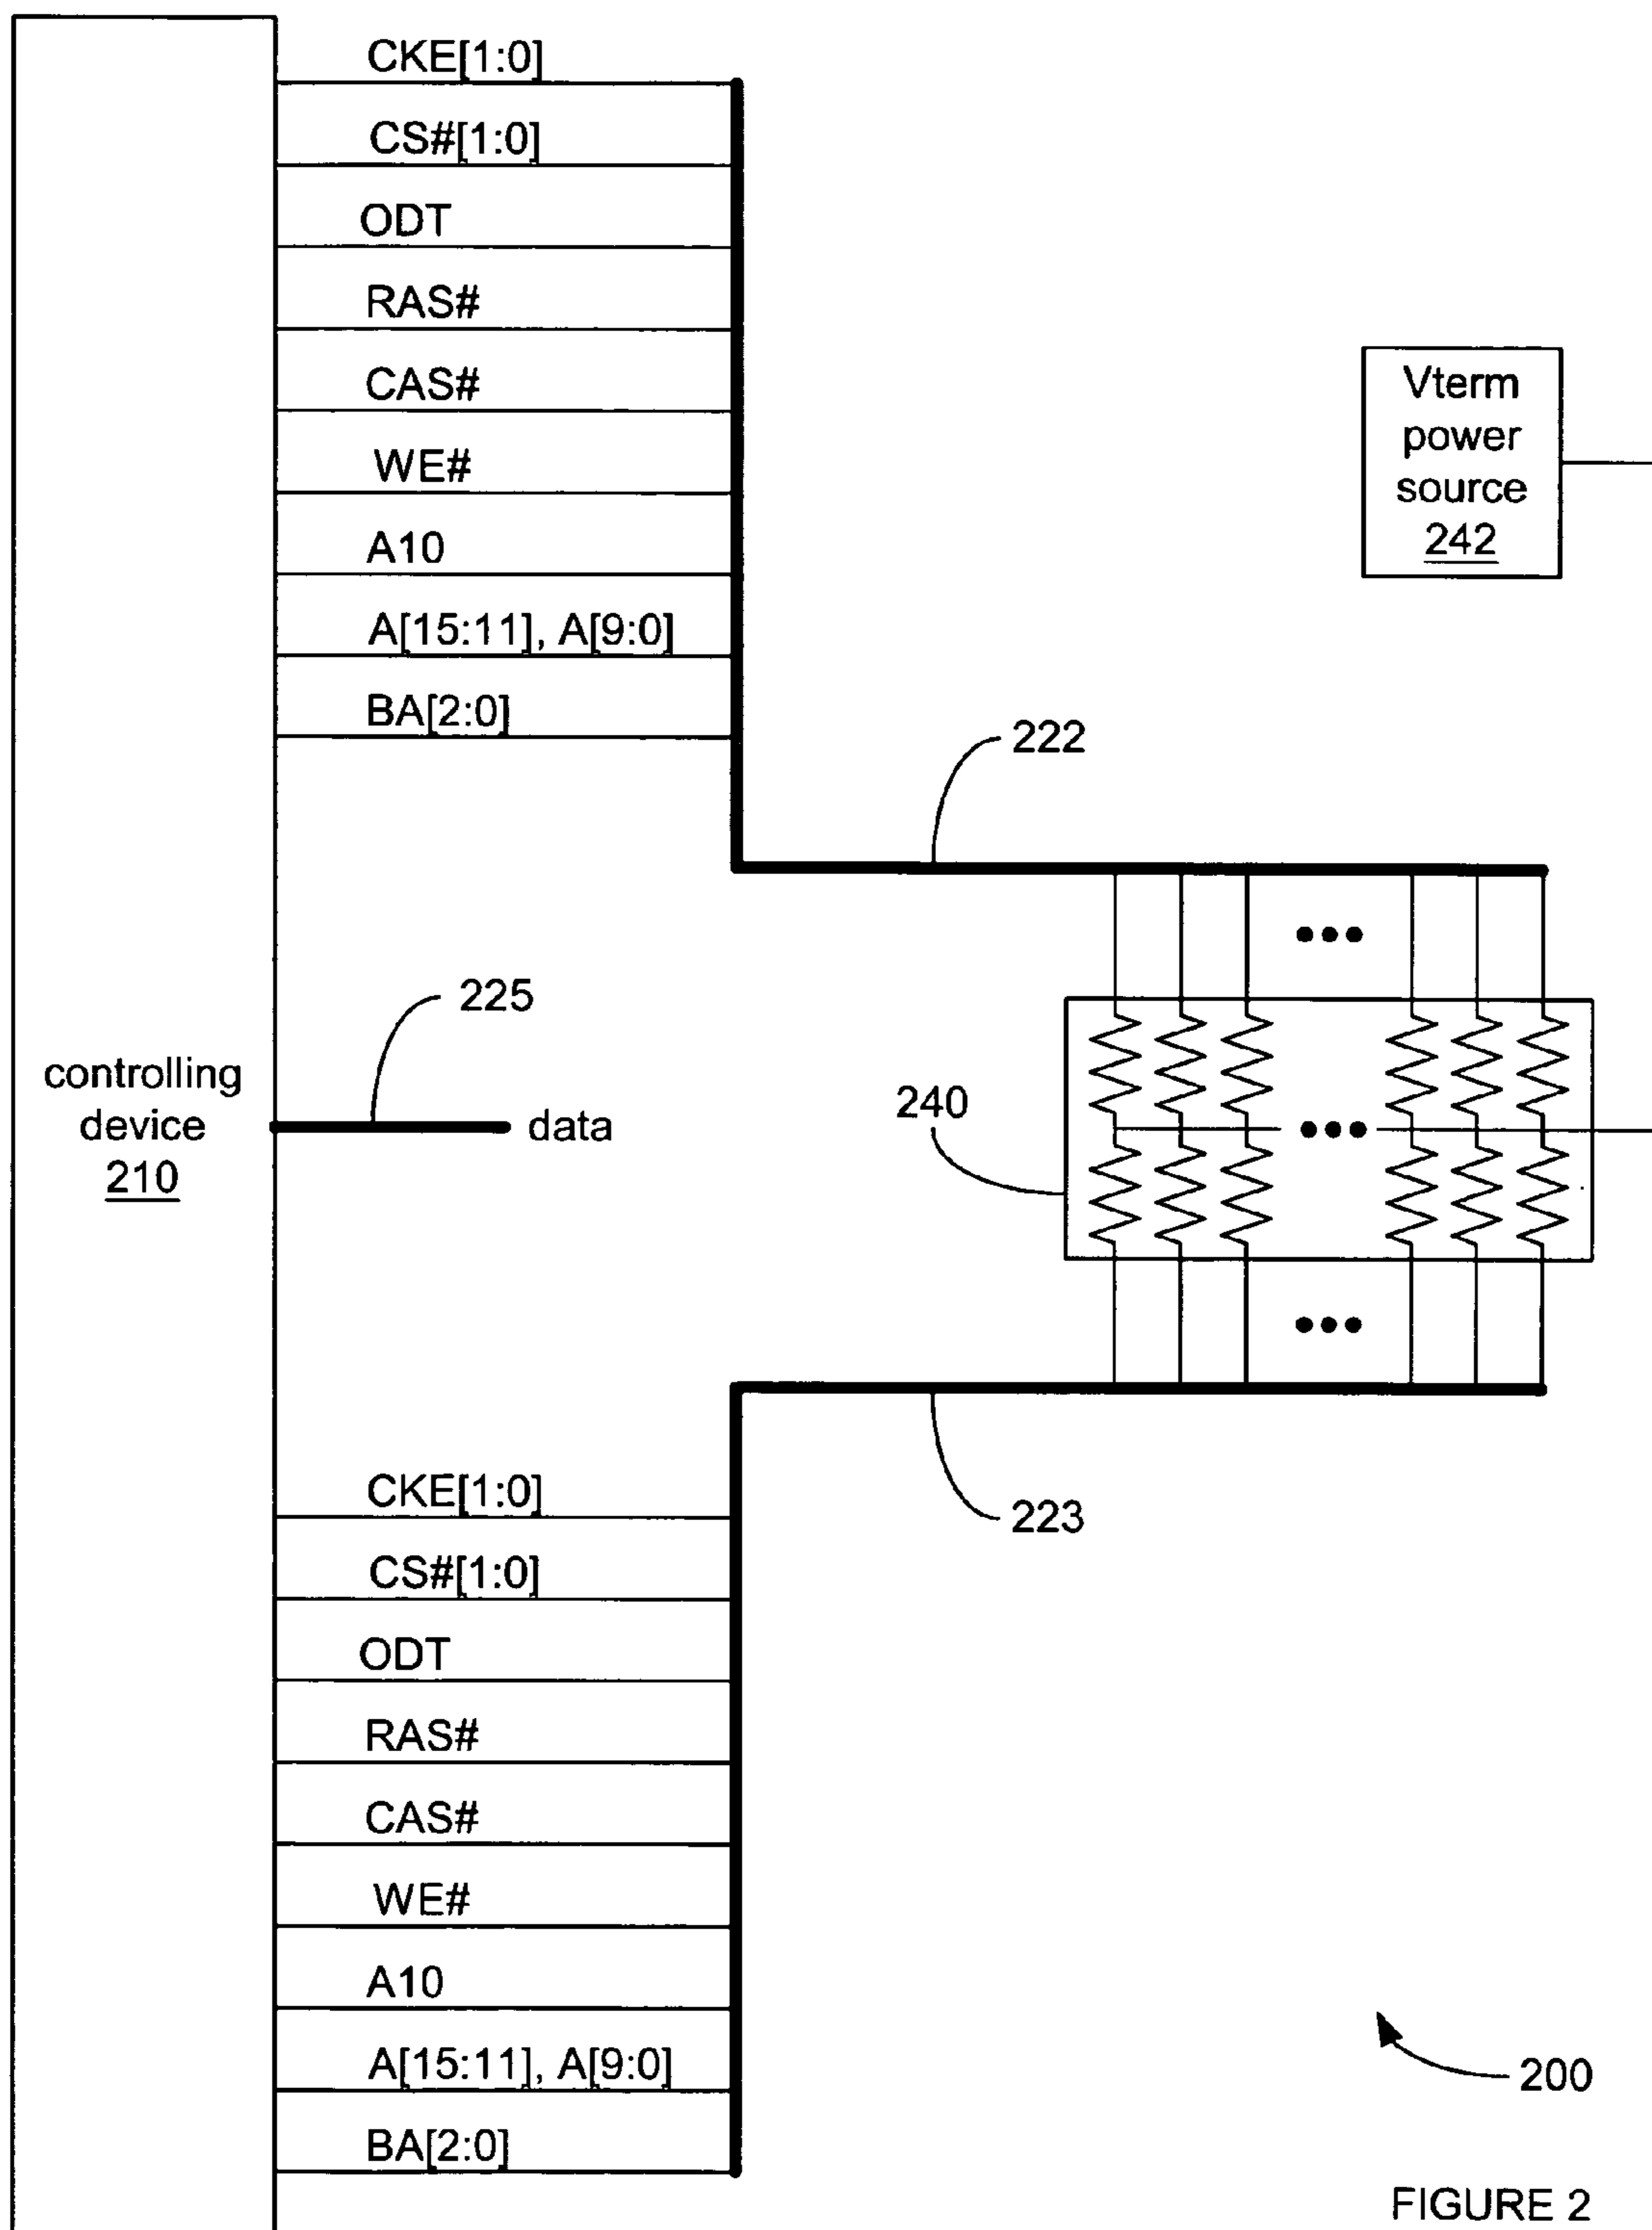 CKE[1:0]
CS#[1:0]
ODT
RAS#
CAS#
WE#
A10
A[15:11], A[9:0]
BA[2:0]
Vterm
power
source
242
222
225
controlling
device
210
data
240
223
CKE[1:0]
CS#[1:0]
ODT
RAS#
CAS#
WE#
A10
A[15:11], A[9:0]
BA[2:0]
200
FIGURE 2